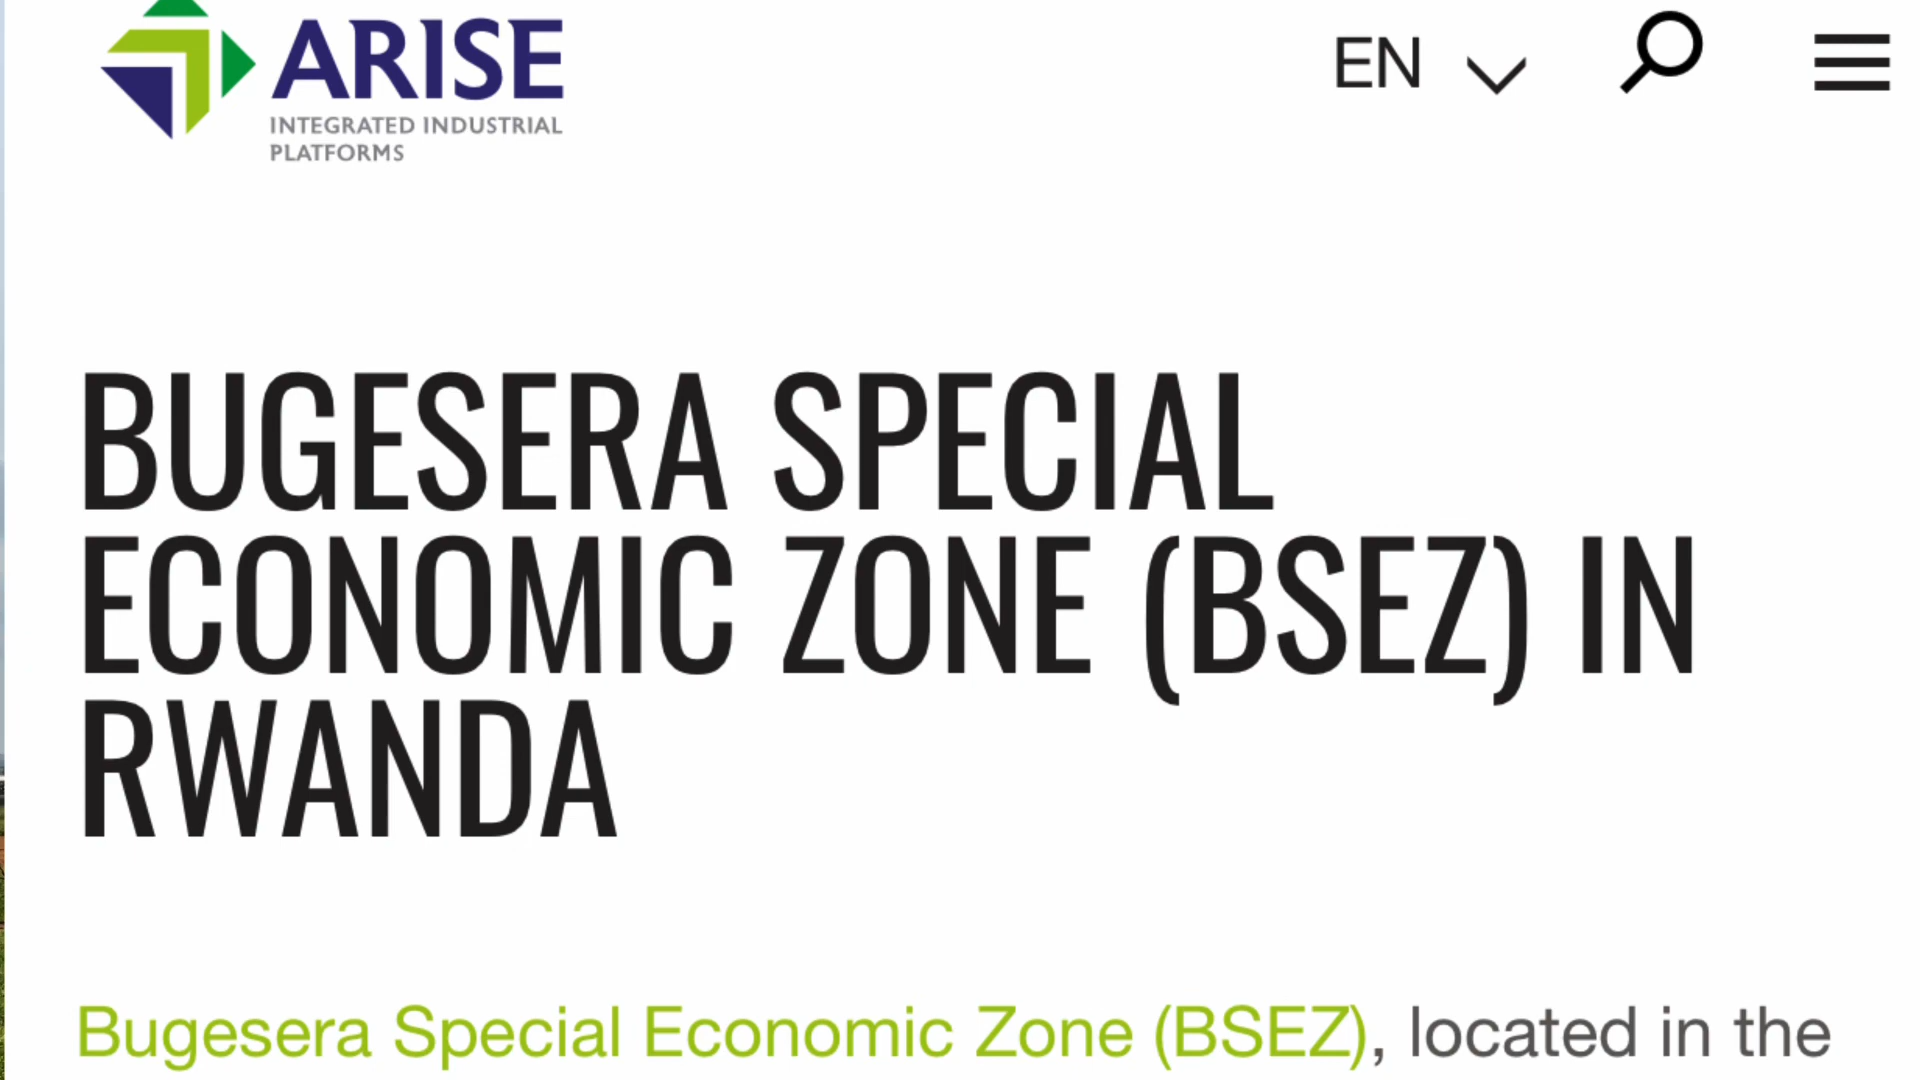 ARISE
INTEGRATED INDUSTRIAL
PLATFORMS
EN
BUGESERA SPECIAL
ECONOMIC ZONE (BSEZ) IN
RWANDA
Bugesera Special Economic Zone (BSEZ), located in the